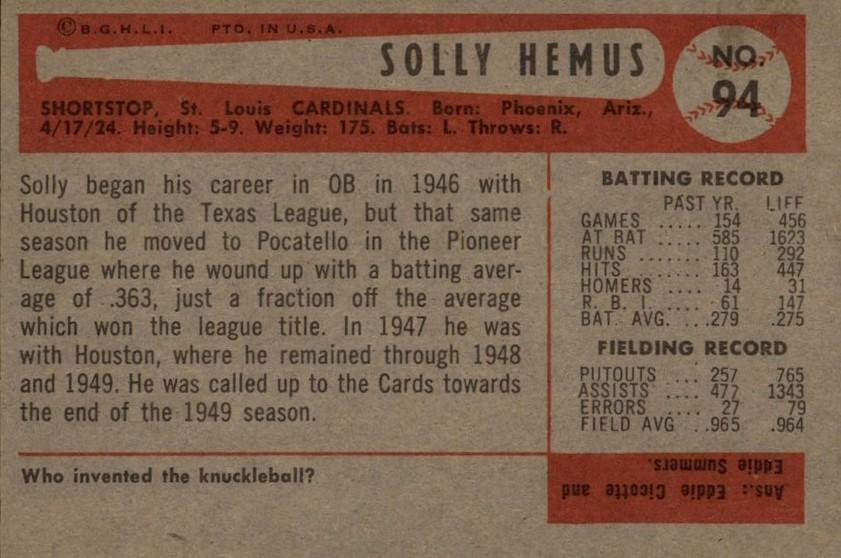 ©B.G.H.L.I. PTD. IN U.S.A.
SOLLY HEMUS
NO.
94
SHORTSTOP, St. Louis CARDINALS. Born: Phoenix, Ariz.,
4/17/24. Height: 5-9. Weight: 175. Bats: L. Throws: R.
Solly began his career in OB in 1946 with
Houston of the Texas League, but that same
season he moved to Pocatello in the Pioneer
League where he wound up with a batting aver-
age of .363, just a fraction off the average
which won the league title. In 1947 he was
with Houston, where he remained through 1948
and 1949. He was called up to the Cards towards
the end of the 1949 season.
BATTING RECORD
PAST YR. LIFE
GAMES ..... 154 456
AT BAT ..... 585 1623
RUNS ....... 110 292
HITS ....... 163 447
HOMERS .... 14 31
R. B. I. .... 61 147
BAT. AVG. .. .279 .275
FIELDING RECORD
PUTOUTS ... 257 765
ASSISTS .... 477 1343
ERRORS .... 27 79
FIELD AVG . .965 .964
Who invented the knuckleball?
Ans.: Eddie Cicotte and
Eddie Summers.